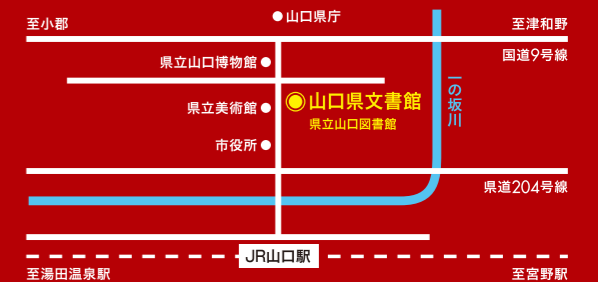 山口県庁
至小郡
至津和野
国道9号線
県立山口博物館
一の坂川
山口県文書館
県立美術館
県立山口図書館
市役所
県道204号線
JR山口駅
至湯田温泉駅
至宮野駅